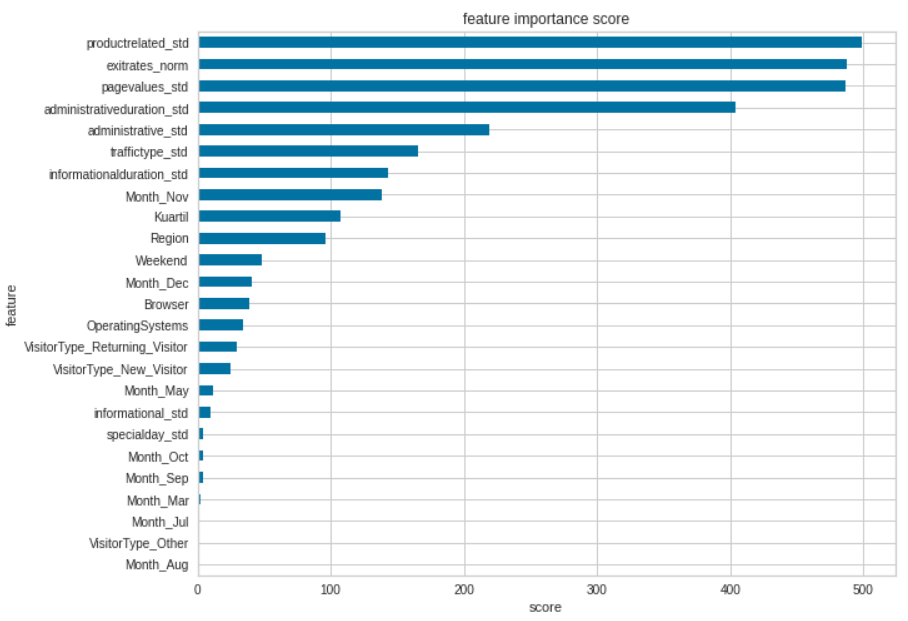 feature importance score
productrelated_std
exitrates_norm
pagevalues_std
administrativeduration_std
administrative_std
traffictype_std
informationalduration_std
Month_Nov
Kuartil
Region
Weekend
Month_Dec
Browser
OperatingSystems
VisitorType_Returning_Visitor
VisitorType_New_Visitor
Month_May
informational_std
specialday_std
Month_Oct
Month_Sep
Month_Mar
Month_Jul
VisitorType_Other
Month_Aug
feature
0 100 200 300 400 500
score